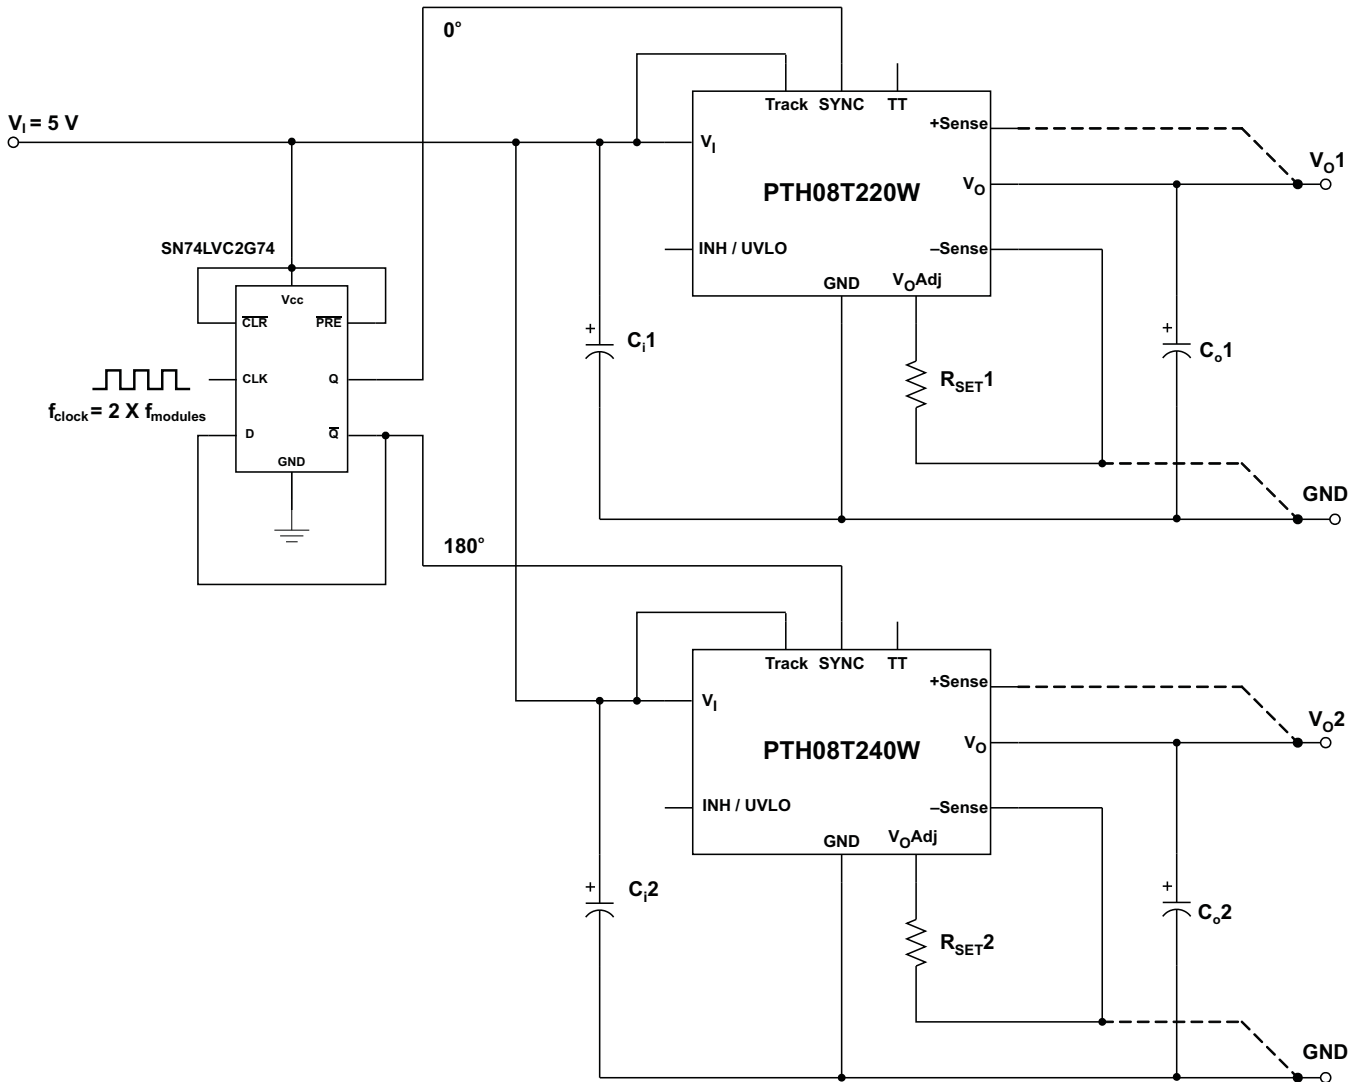 0°
Track SYNC TT
+Sense
V_I = 5 V
V_I
V_O1
PTH08T220W
V_O
SN74LVC2G74
INH / UVLO
–Sense
GND
V_OAdj
Vcc
CLR
PRE
+
C_i1
+
C_o1
CLK
Q
R_SET1
f_clock = 2 X f_modules
D
Q
GND
GND
180°
Track SYNC TT
+Sense
V_I
V_O2
PTH08T240W
V_O
INH / UVLO
–Sense
GND
V_OAdj
+
C_i2
+
C_o2
R_SET2
GND